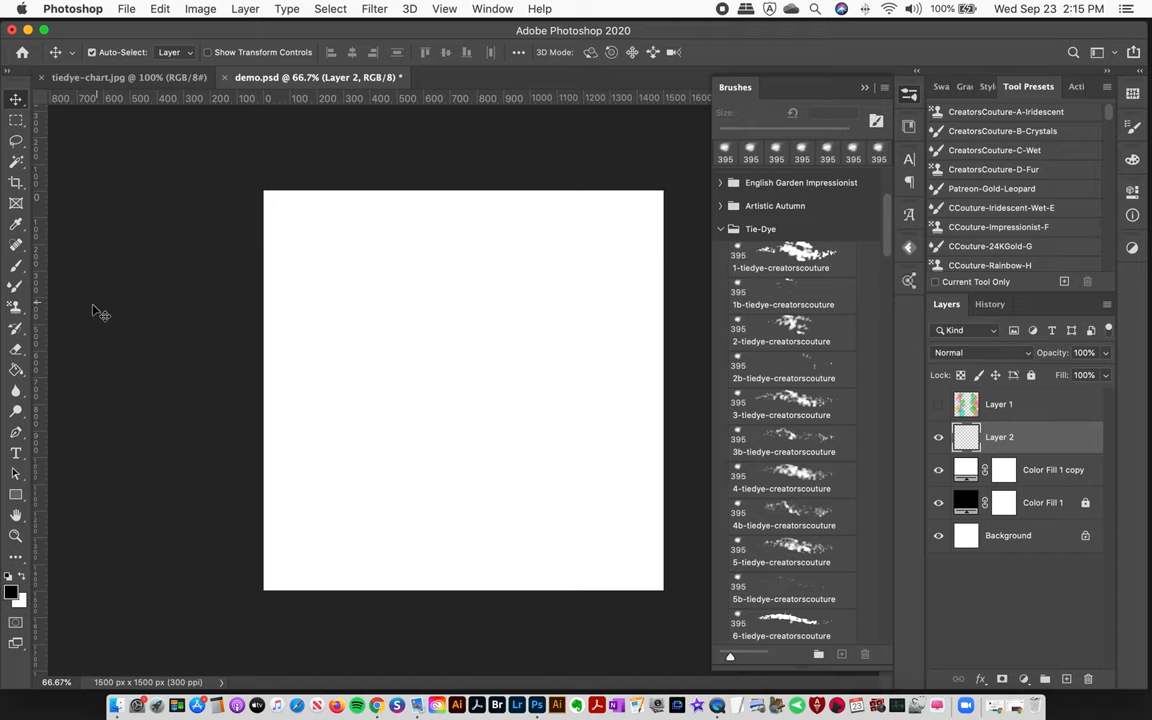 Photoshop File Edit Image Layer Type Select Filter 3D View Window Help 100% Wed Sep 23 2:15 PM
Adobe Photoshop 2020
Auto-Select: Layer Show Transform Controls 3D Mode:
tiedye-chart.jpg @ 100% (RGB/8#) demo.psd @ 66.7% (Layer 2, RGB/8) *
800 700 600 500 400 300 200 100 0 100 200 300 400 500 600 700 800 900 1000 1100 1200 1300 1400 1500 1600
Brushes
Size:
395 395 395 395 395 395 395
English Garden Impressionist
Artistic Autumn
Tie-Dye
395
1-tiedye-creatorscouture
395
1b-tiedye-creatorscouture
395
2-tiedye-creatorscouture
395
2b-tiedye-creatorscouture
395
3-tiedye-creatorscouture
395
3b-tiedye-creatorscouture
395
4-tiedye-creatorscouture
395
4b-tiedye-creatorscouture
395
5-tiedye-creatorscouture
395
5b-tiedye-creatorscouture
395
6-tiedye-creatorscouture
Swa Gra Style Tool Presets Acti
CreatorsCouture-A-Iridescent
CreatorsCouture-B-Crystals
CreatorsCouture-C-Wet
CreatorsCouture-D-Fur
Patreon-Gold-Leopard
CCouture-Iridescent-Wet-E
CCouture-Impressionist-F
CCouture-24KGold-G
CCouture-Rainbow-H
Current Tool Only
Layers History
Kind
Normal Opacity: 100%
Lock: Fill: 100%
Layer 1
Layer 2
Color Fill 1 copy
Color Fill 1
Background
66.67% 1500 px x 1500 px (300 ppi)